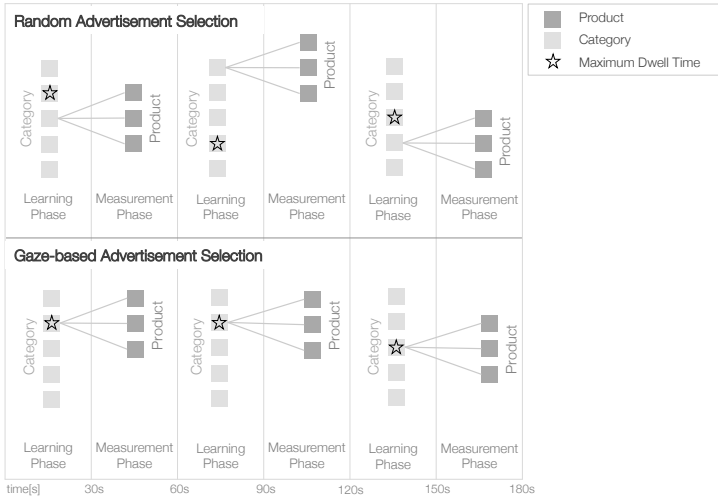 Random Advertisement Selection
Product
Category
Maximum Dwell Time
Category
Product
Category
Product
Category
Product
Learning
Phase
Measurement
Phase
Learning
Phase
Measurement
Phase
Learning
Phase
Measurement
Phase
Gaze-based Advertisement Selection
Category
Product
Category
Product
Category
Product
Learning
Phase
Measurement
Phase
Learning
Phase
Measurement
Phase
Learning
Phase
Measurement
Phase
time[s]
30s
60s
90s
120s
150s
180s